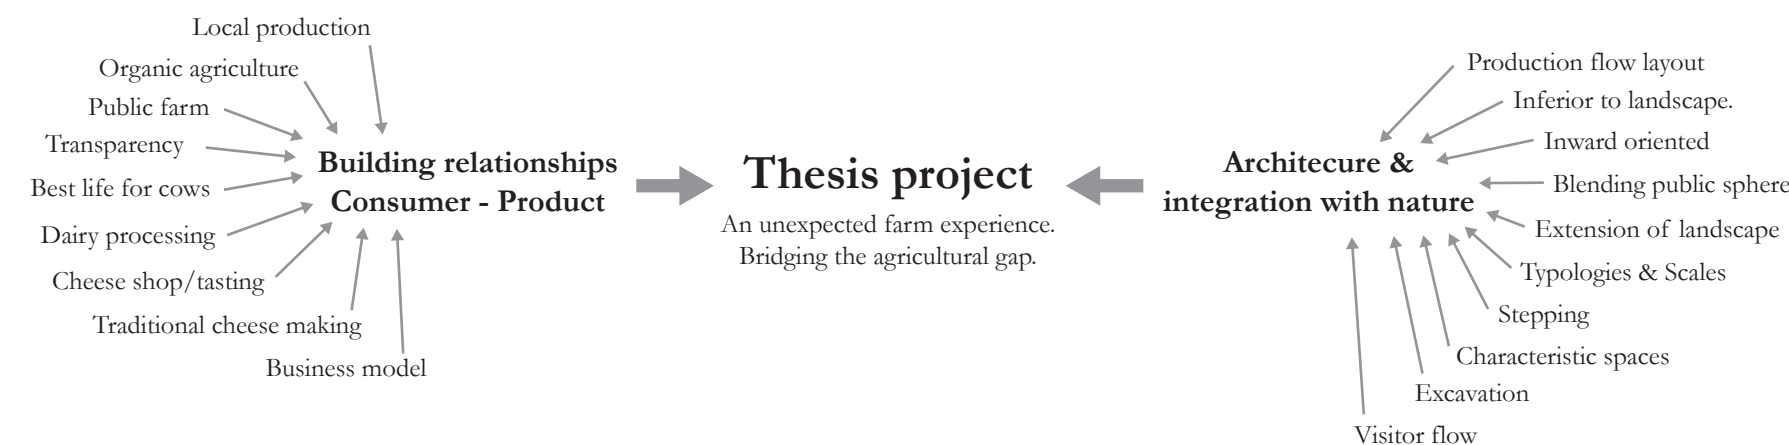 Local production
Organic agriculture
Public farm
Transparency
Best life for cows
Dairy processing
Cheese shop/tasting
Traditional cheese making
Business model
Building relationships
Consumer - Product
Thesis project
An unexpected farm experience.
Bridging the agricultural gap.
Architecure &
integration with nature
Production flow layout
Inferior to landscape.
Inward oriented
Blending public sphere
Extension of landscape
Typologies & Scales
Stepping
Characteristic spaces
Excavation
Visitor flow